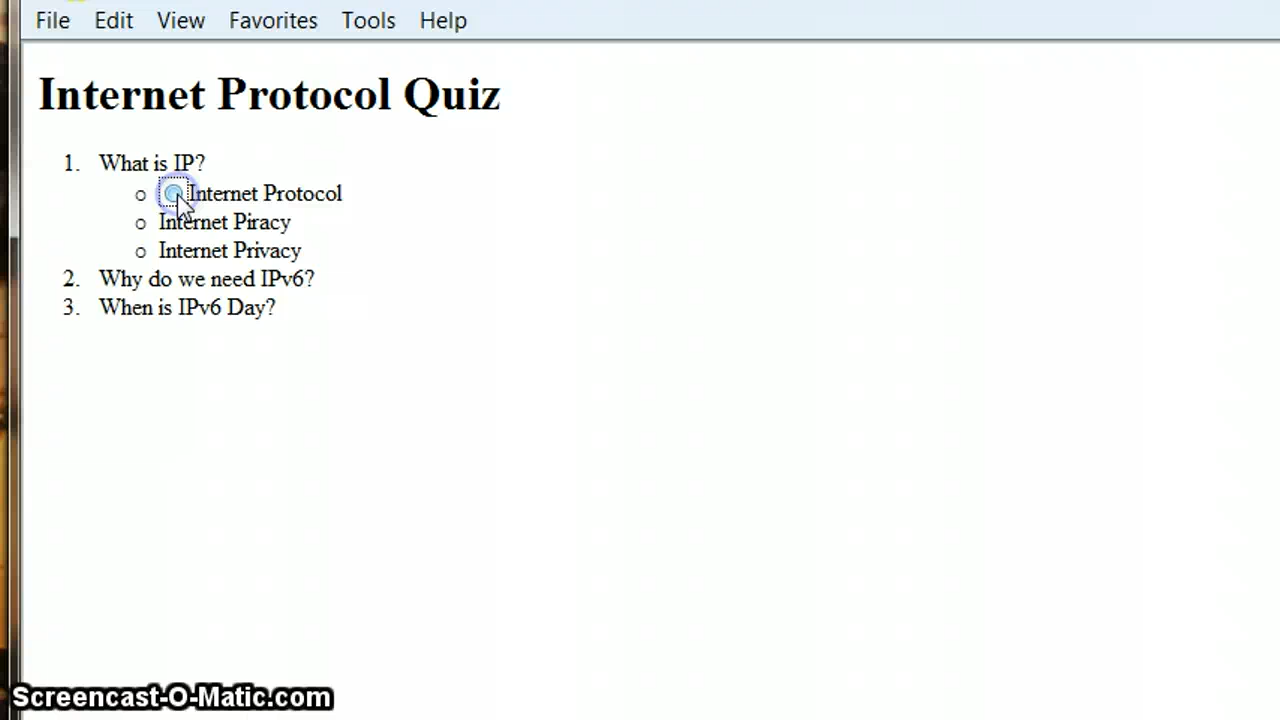 File Edit View Favorites Tools Help
Internet Protocol Quiz
1. What is IP?
Internet Protocol
Internet Piracy
Internet Privacy
2. Why do we need IPv6?
3. When is IPv6 Day?
Screencast-O-Matic.com